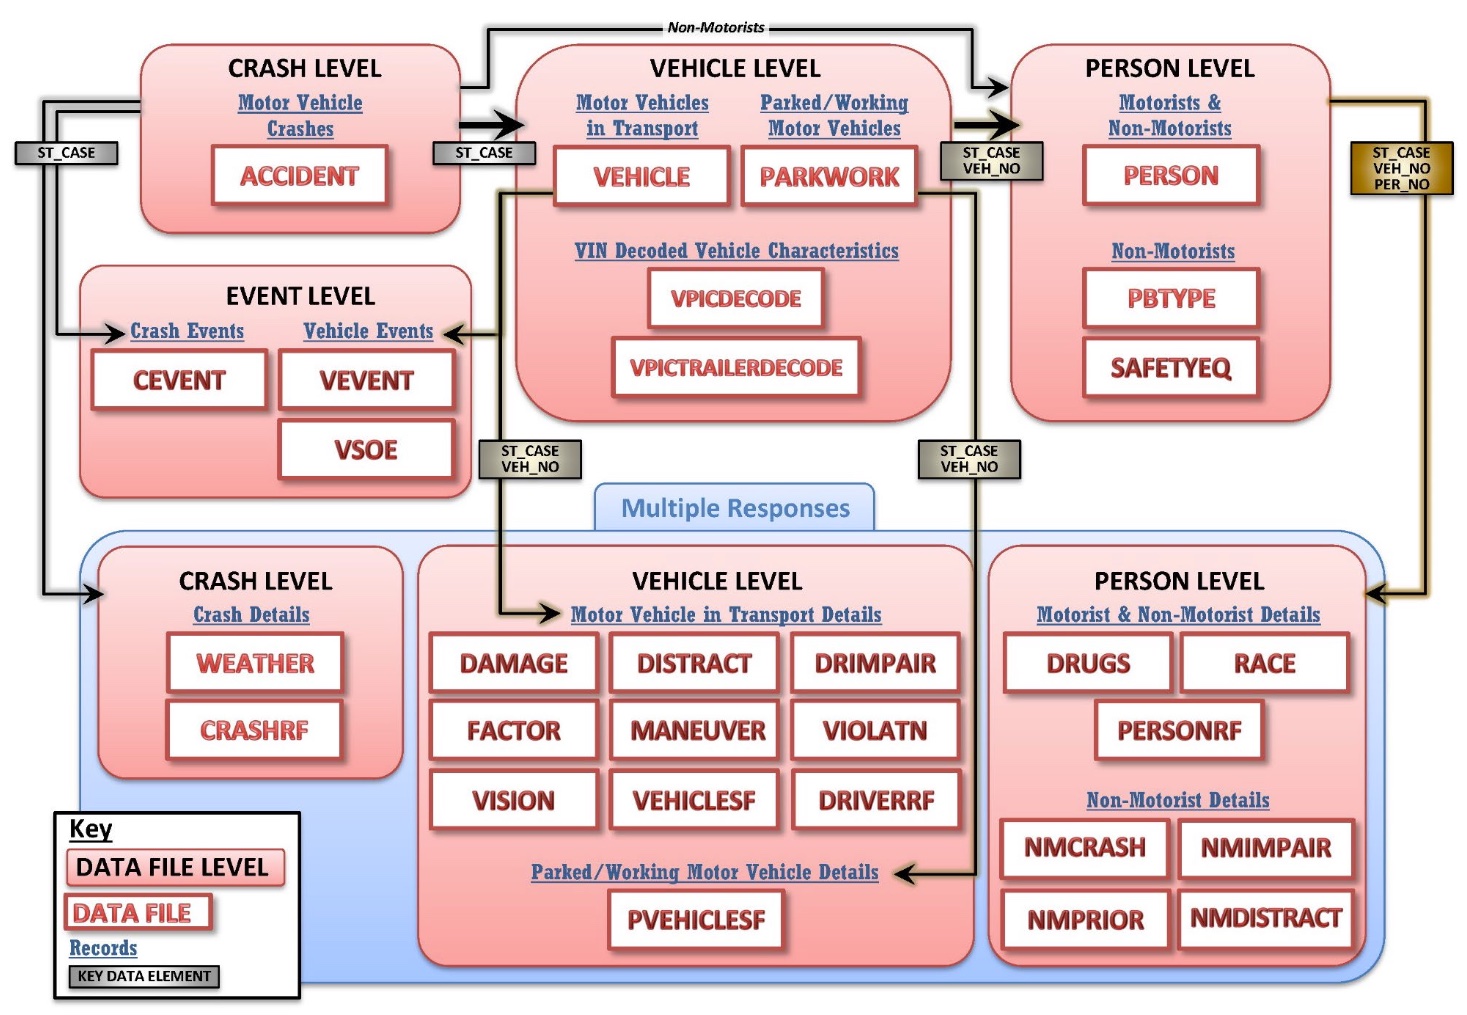 Non-Motorists
CRASH LEVEL
Motor Vehicle
Crashes
ACCIDENT
ST_CASE
ST_CASE
VEHICLE LEVEL
Motor Vehicles
in Transport
VEHICLE
Parked/Working
Motor Vehicles
PARKWORK
VIN Decoded Vehicle Characteristics
VPICDECODE
VPICTRAILERDECODE
ST_CASE
VEH_NO
PERSON LEVEL
Motorists &
Non-Motorists
PERSON
Non-Motorists
PBTYPE
SAFETYEQ
ST_CASE
VEH_NO
PER_NO
EVENT LEVEL
Crash Events
CEVENT
Vehicle Events
VEVENT
VSOE
ST_CASE
VEH_NO
ST_CASE
VEH_NO
Multiple Responses
CRASH LEVEL
Crash Details
WEATHER
CRASHRF
VEHICLE LEVEL
Motor Vehicle in Transport Details
DAMAGE DISTRACT DRIMPAIR
FACTOR MANEUVER VIOLATN
VISION VEHICLESF DRIVERRF
Parked/Working Motor Vehicle Details
PVEHICLESF
PERSON LEVEL
Motorist & Non-Motorist Details
DRUGS RACE
PERSONRF
Non-Motorist Details
NMCRASH NMIMPAIR
NMPRIOR NMDISTRACT
Key
DATA FILE LEVEL
DATA FILE
Records
KEY DATA ELEMENT